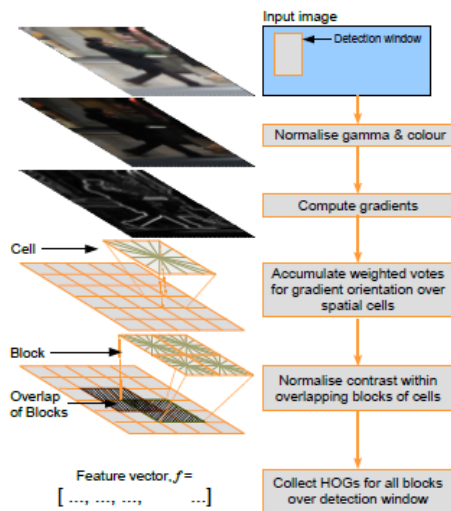 Input image
Detection window
Normalise gamma & colour
Compute gradients
Cell
Accumulate weighted votes
for gradient orientation over
spatial cells
Block
Normalise contrast within
overlapping blocks of cells
Overlap
of Blocks
Feature vector, f =
[ ..., ..., ..., ...]
Collect HOGs for all blocks
over detection window